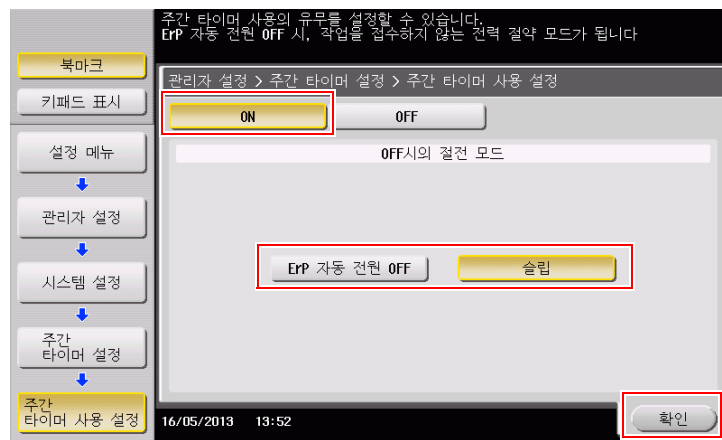 주간 타이머 사용의 유무를 설정할 수 있습니다.
ErP 자동 전원 OFF 시, 작업을 접수하지 않는 전력 절약 모드가 됩니다
북마크
키패드 표시
설정 메뉴
관리자 설정
시스템 설정
주간
타이머 설정
주간
타이머 사용 설정
관리자 설정 > 주간 타이머 설정 > 주간 타이머 사용 설정
ON
OFF
OFF시의 절전 모드
ErP 자동 전원 OFF
슬립
16/05/2013 13:52
확인